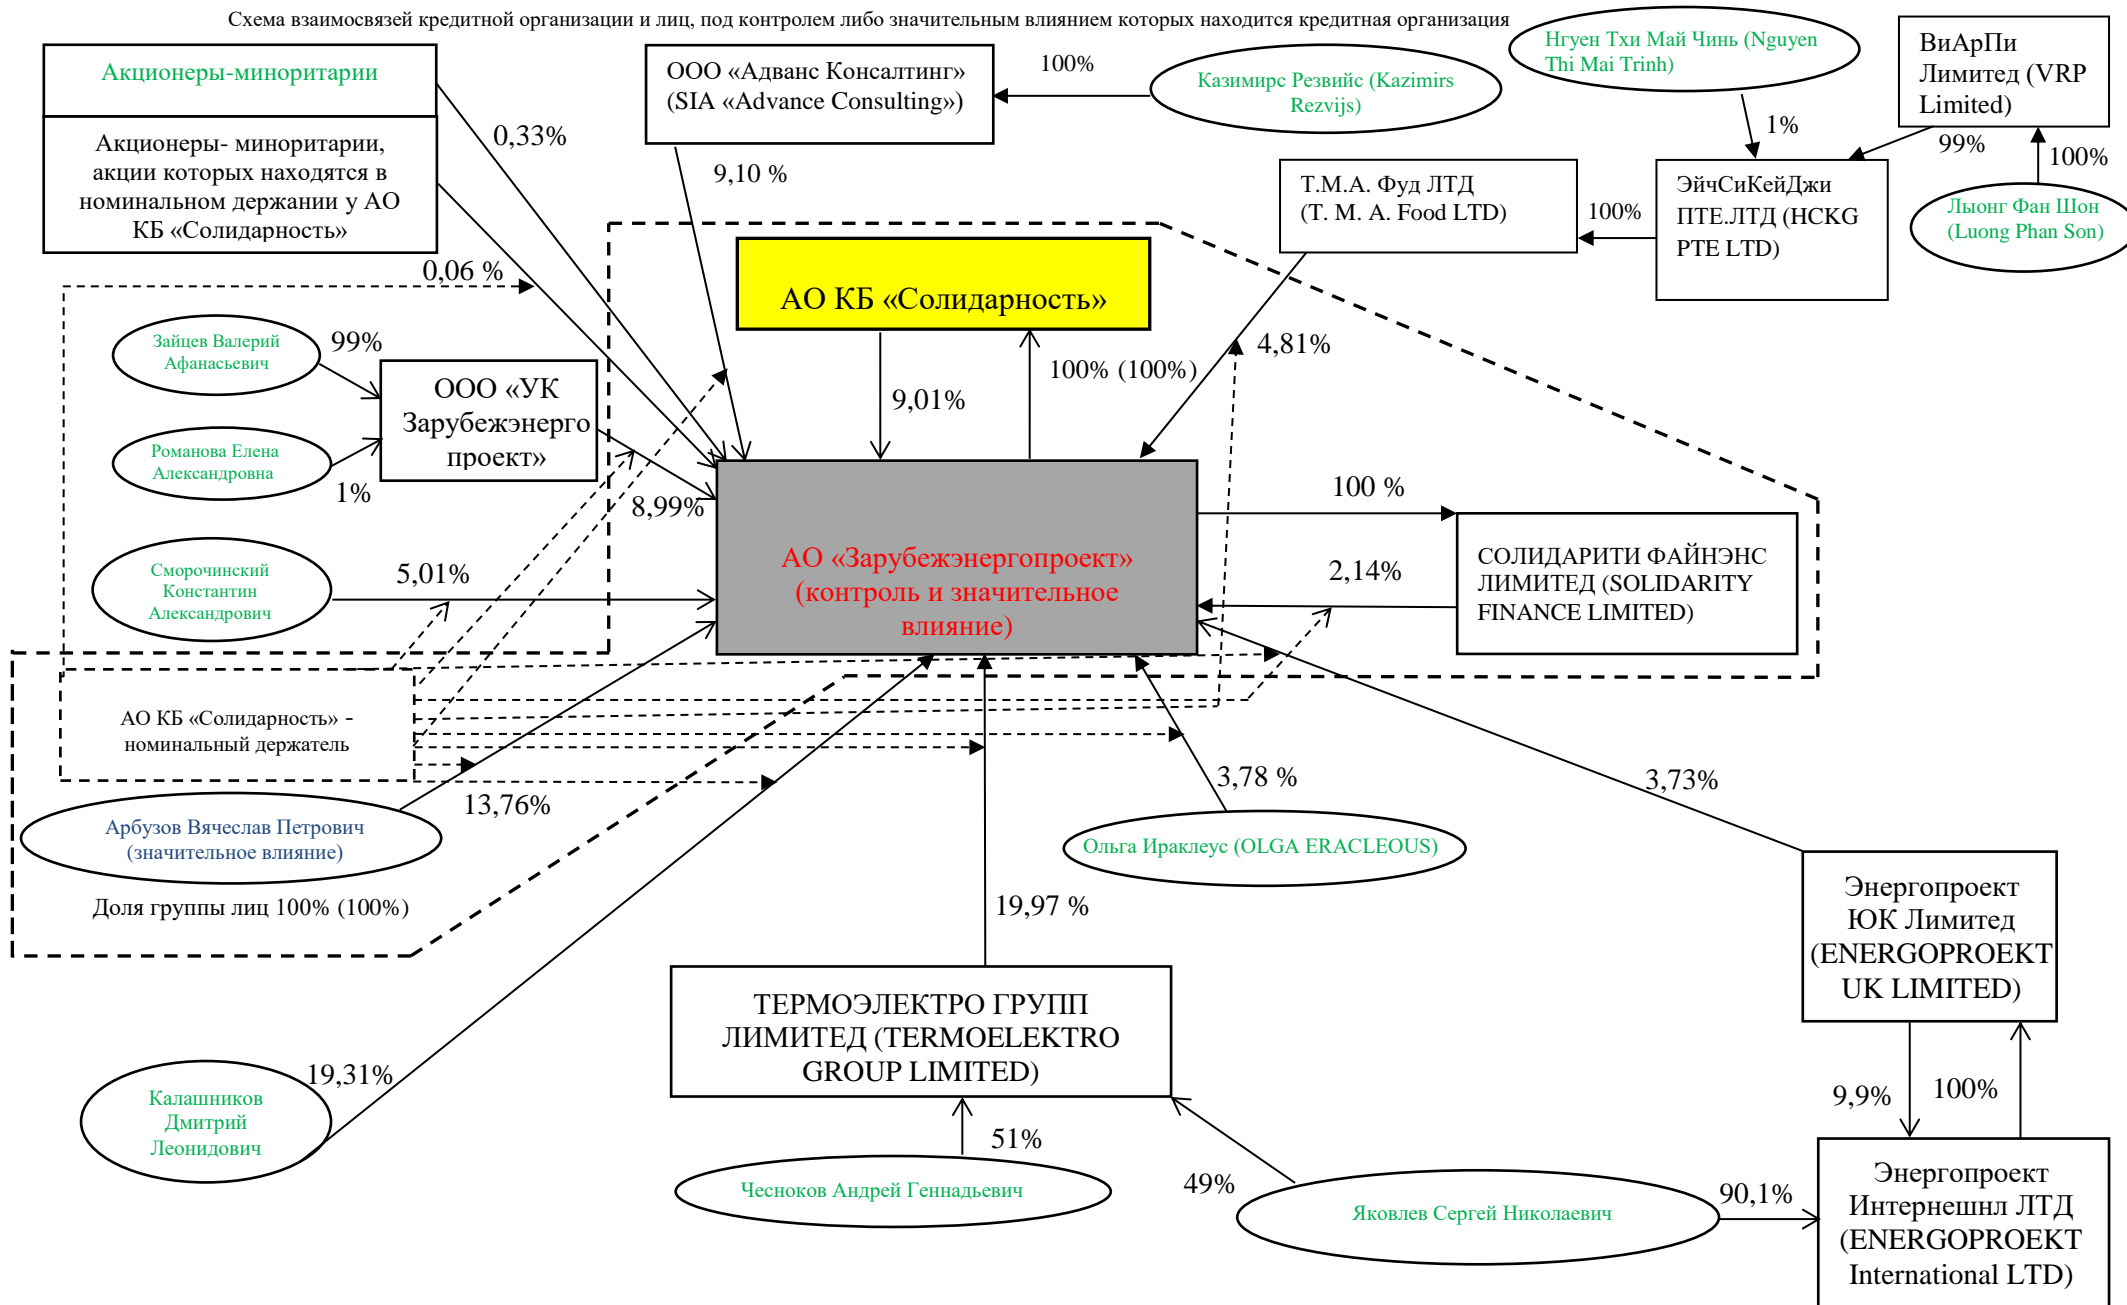 Схема взаимосвязей кредитной организации и лиц, под контролем либо значительным влиянием которых находится кредитная организация
Акционеры-миноритарии
Акционеры- миноритарии,
акции которых находятся в
номинальном держании у АО
КБ «Солидарность»
0,33%
0,06 %
ООО «Адванс Консалтинг»
(SIA «Advance Consulting»)
100%
Казимирс Резвийс (Kazimirs
Rezvijs)
9,10 %
Нгуен Тхи Май Чинь (Nguyen
Thi Mai Trinh)
1%
ВиАрПи
Лимитед (VRP
Limited)
99%
100%
Лыонг Фан Шон
(Luong Phan Son)
ЭйчСиКейДжи
ПТЕ.ЛТД (HCKG
PTE LTD)
100%
Т.М.А. Фуд ЛТД
(T. M. A. Food LTD)
4,81%
АО КБ «Солидарность»
9,01%
100% (100%)
Зайцев Валерий
Афанасьевич
99%
Романова Елена
Александровна
1%
ООО «УК
Зарубежэнерго
проект»
8,99%
Сморочинский
Константин
Александрович
5,01%
АО «Зарубежэнергопроект»
(контроль и значительное
влияние)
100 %
2,14%
СОЛИДАРИТИ ФАЙНЭНС
ЛИМИТЕД (SOLIDARITY
FINANCE LIMITED)
АО КБ «Солидарность» -
номинальный держатель
Арбузов Вячеслав Петрович
(значительное влияние)
13,76%
Доля группы лиц 100% (100%)
3,78 %
Ольга Ираклеус (OLGA ERACLEOUS)
3,73%
Энергопроект
ЮК Лимитед
(ENERGOPROEKT
UK LIMITED)
19,97 %
ТЕРМОЭЛЕКТРО ГРУПП
ЛИМИТЕД (TERMOELEKTRO
GROUP LIMITED)
19,31%
Калашников
Дмитрий
Леонидович
51%
Чесноков Андрей Геннадьевич
49%
Яковлев Сергей Николаевич
90,1%
9,9%
100%
Энергопроект
Интернешнл ЛТД
(ENERGOPROEKT
International LTD)